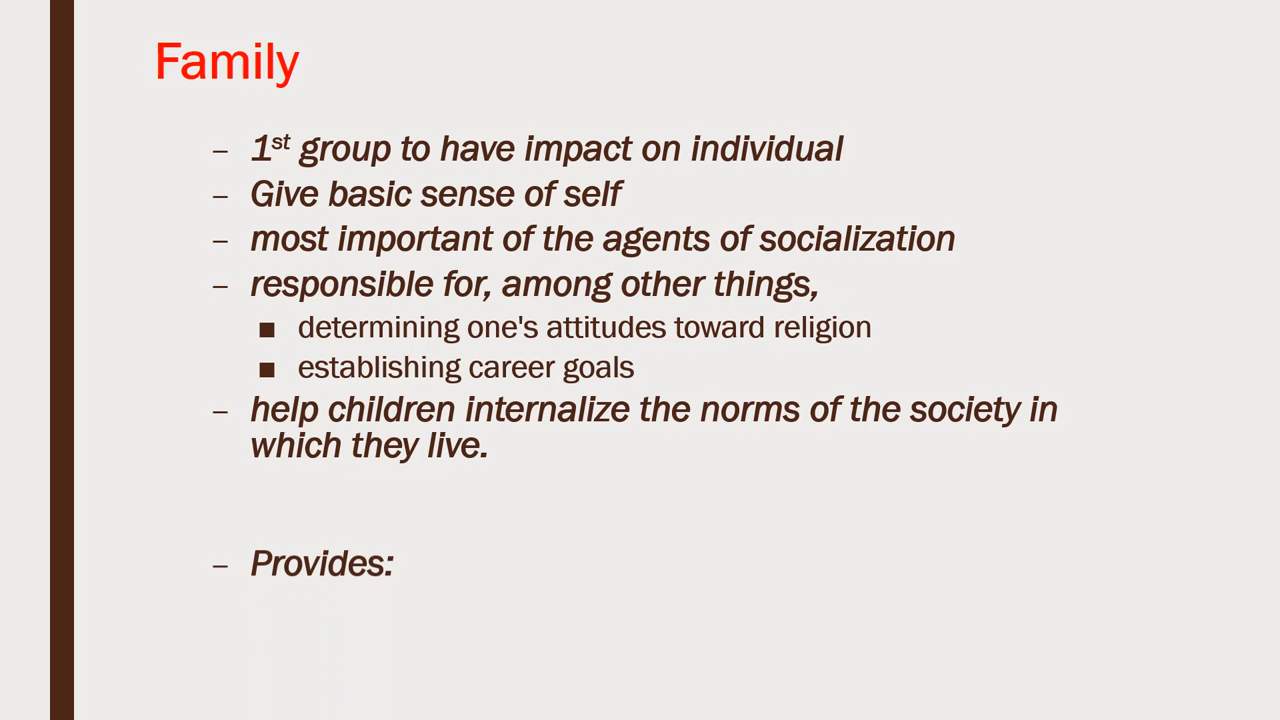 Family
– 1st group to have impact on individual
– Give basic sense of self
– most important of the agents of socialization
– responsible for, among other things,
■ determining one's attitudes toward religion
■ establishing career goals
– help children internalize the norms of the society in
which they live.
– Provides: